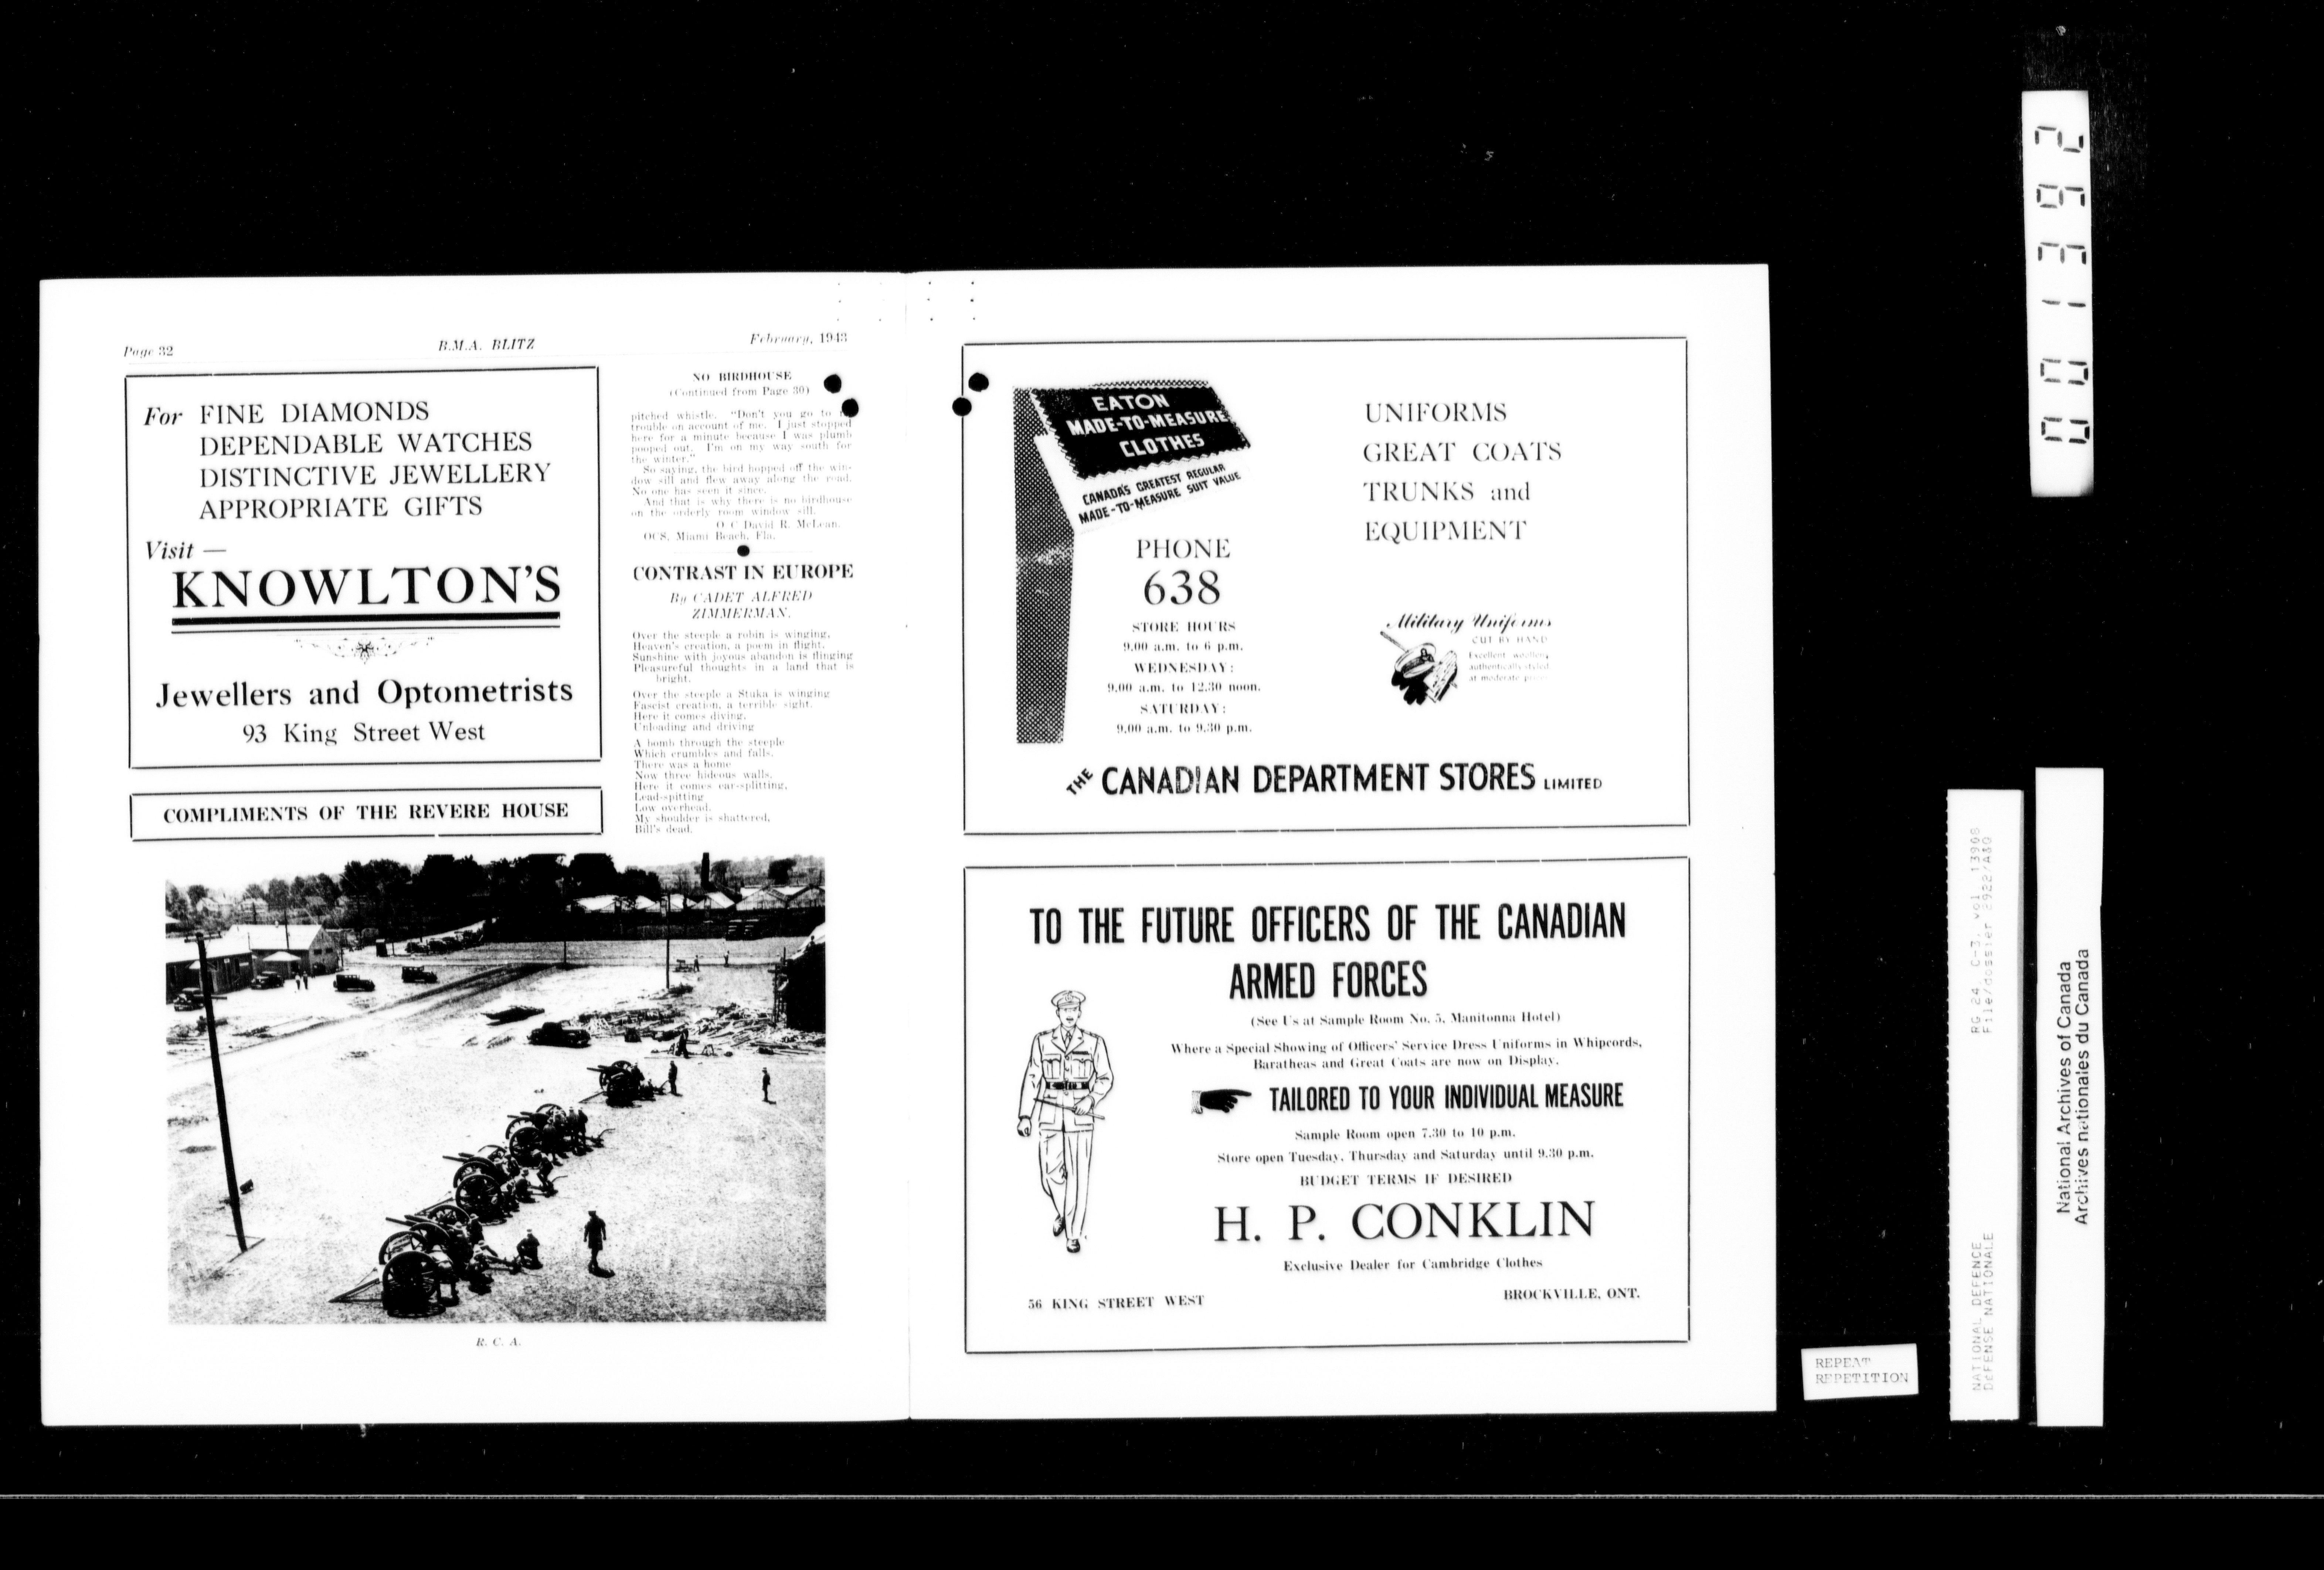 Page 32
R.M.A. BLITZ
February, 1943
For FINE DIAMONDS
DEPENDABLE WATCHES
DISTINCTIVE JEWELLERY
APPROPRIATE GIFTS
Visit —
KNOWLTON'S
Jewellers and Optometrists
93 King Street West
COMPLIMENTS OF THE REVERE HOUSE
NO BIRDHOUSE
(Continued from Page 30)
pitched whistle. "Don't you go to
trouble on account of me. I just stopped
here for a minute because I was plumb
pooped out. I'm on my way south for
the winter."
So saying, the bird hopped off the win-
dow sill and flew away along the road.
No one has seen it since.
And that is why there is no birdhouse
on the orderly room window sill.
O C David R. McLean.
OCS, Miami Beach, Fla.
CONTRAST IN EUROPE
By CADET ALFRED
ZIMMERMAN.
Over the steeple a robin is winging,
Heaven's creation, a poem in flight.
Sunshine with joyous abandon is flinging
Pleasureful thoughts in a land that is
bright.
Over the steeple a Stuka is winging
Fascist creation, a terrible sight.
Here it comes diving,
Unloading and driving
A bomb through the steeple
Which crumbles and falls.
There was a home
Now three hideous walls.
Here it comes ear-splitting,
Lead-spitting
Low overhead.
My shoulder is shattered,
Bill's dead.
R. C. A.
EATON
MADE-TO-MEASURE
CLOTHES
CANADA'S GREATEST REGULAR
MADE-TO-MEASURE SUIT VALUE
PHONE
638
STORE HOURS
9.00 a.m. to 6 p.m.
WEDNESDAY:
9.00 a.m. to 12.30 noon.
SATURDAY:
9.00 a.m. to 9.30 p.m.
UNIFORMS
GREAT COATS
TRUNKS and
EQUIPMENT
Military Uniforms
CUT BY HAND
Excellent woollens
authentically styled
at moderate prices
THE CANADIAN DEPARTMENT STORES LIMITED
TO THE FUTURE OFFICERS OF THE CANADIAN
ARMED FORCES
(See Us at Sample Room No. 5, Manitonna Hotel)
Where a Special Showing of Officers' Service Dress Uniforms in Whipcords,
Baratheas and Great Coats are now on Display.
TAILORED TO YOUR INDIVIDUAL MEASURE
Sample Room open 7.30 to 10 p.m.
Store open Tuesday, Thursday and Saturday until 9.30 p.m.
BUDGET TERMS IF DESIRED
H. P. CONKLIN
Exclusive Dealer for Cambridge Clothes
56 KING STREET WEST
BROCKVILLE, ONT.
REPEAT
REPETITION
NATIONAL DEFENCE
DEFENSE NATIONALE
RG 24 C-3, vol. 13908
File/dossier
National Archives of Canada
Archives nationales du Canada